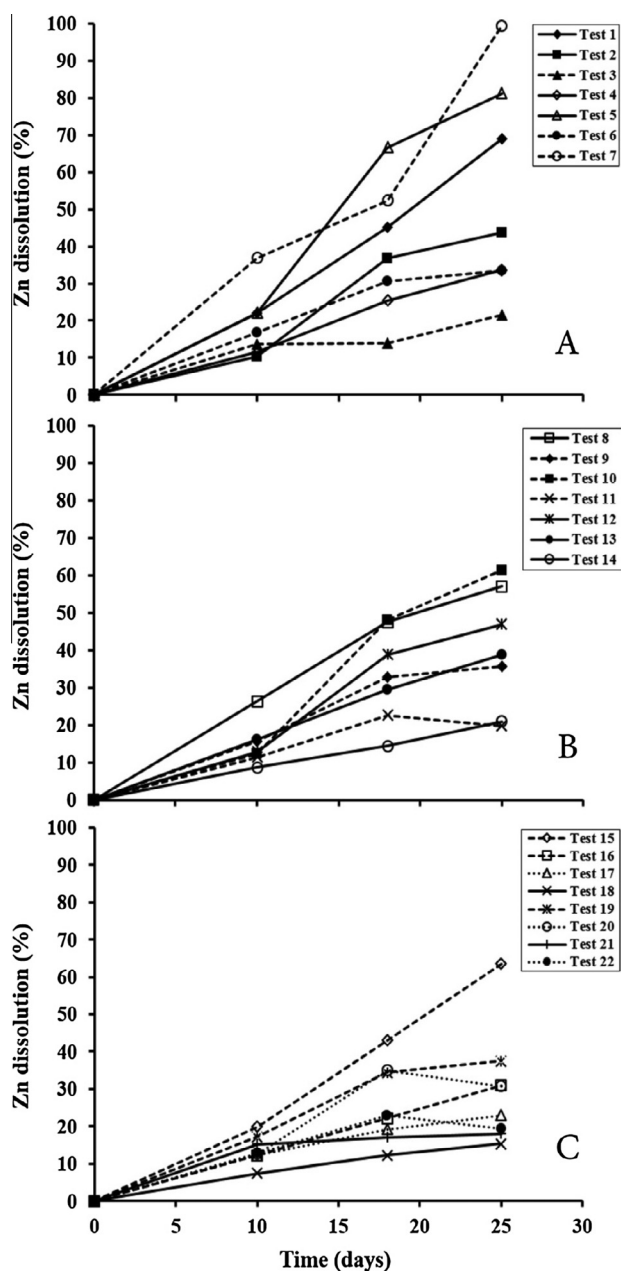 100
90
80
70
60
50
40
30
20
10
0
Zn dissolution (%)
Test 1
Test 2
Test 3
Test 4
Test 5
Test 6
Test 7
A
100
90
80
70
60
50
40
30
20
10
0
Zn dissolution (%)
Test 8
Test 9
Test 10
Test 11
Test 12
Test 13
Test 14
B
100
90
80
70
60
50
40
30
20
10
0
Zn dissolution (%)
Test 15
Test 16
Test 17
Test 18
Test 19
Test 20
Test 21
Test 22
C
0 5 10 15 20 25 30
Time (days)